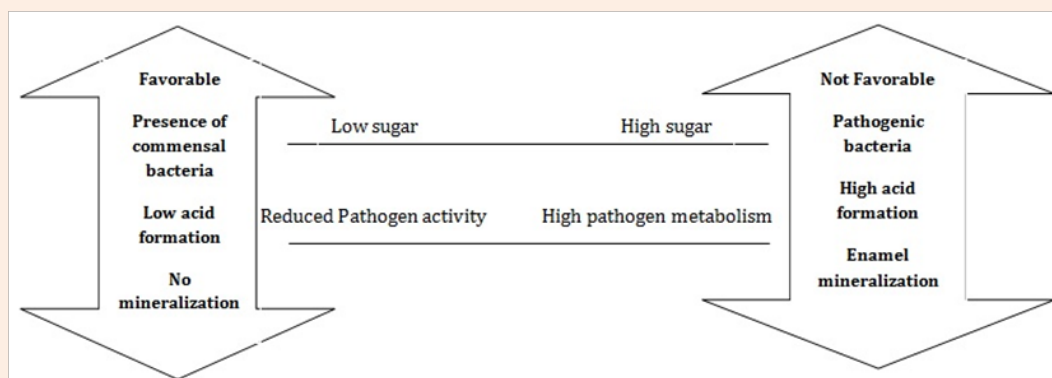 Favorable
Presence of
commensal
bacteria
Low acid
formation
No
mineralization
Low sugar
High sugar
Reduced Pathogen activity
High pathogen metabolism
Not Favorable
Pathogenic
bacteria
High acid
formation
Enamel
mineralization